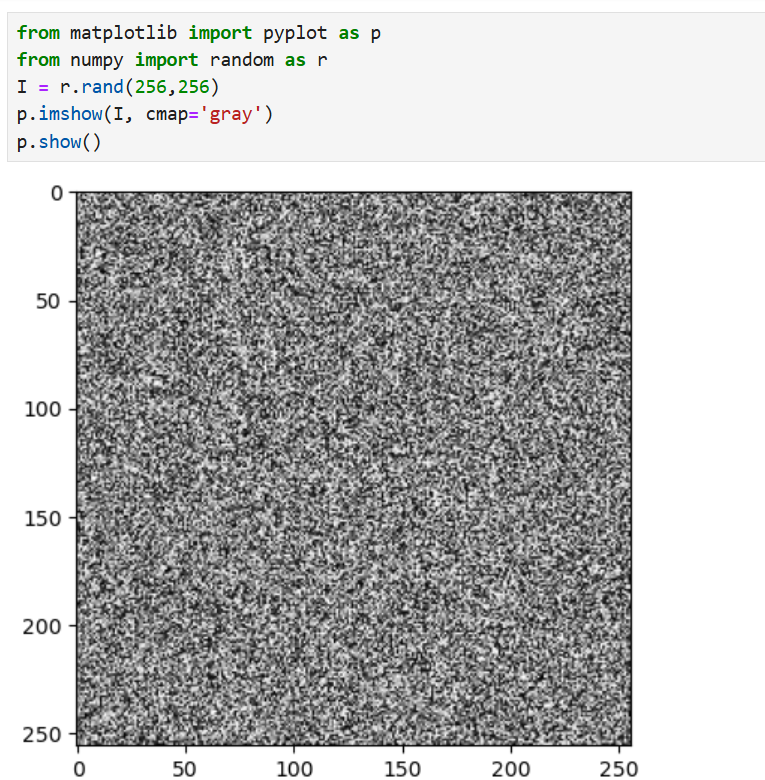 from matplotlib import pyplot as p
from numpy import random as r
I = r.rand(256,256)
p.imshow(I, cmap='gray')
p.show()
0
50
100
150
200
250
0 50 100 150 200 250